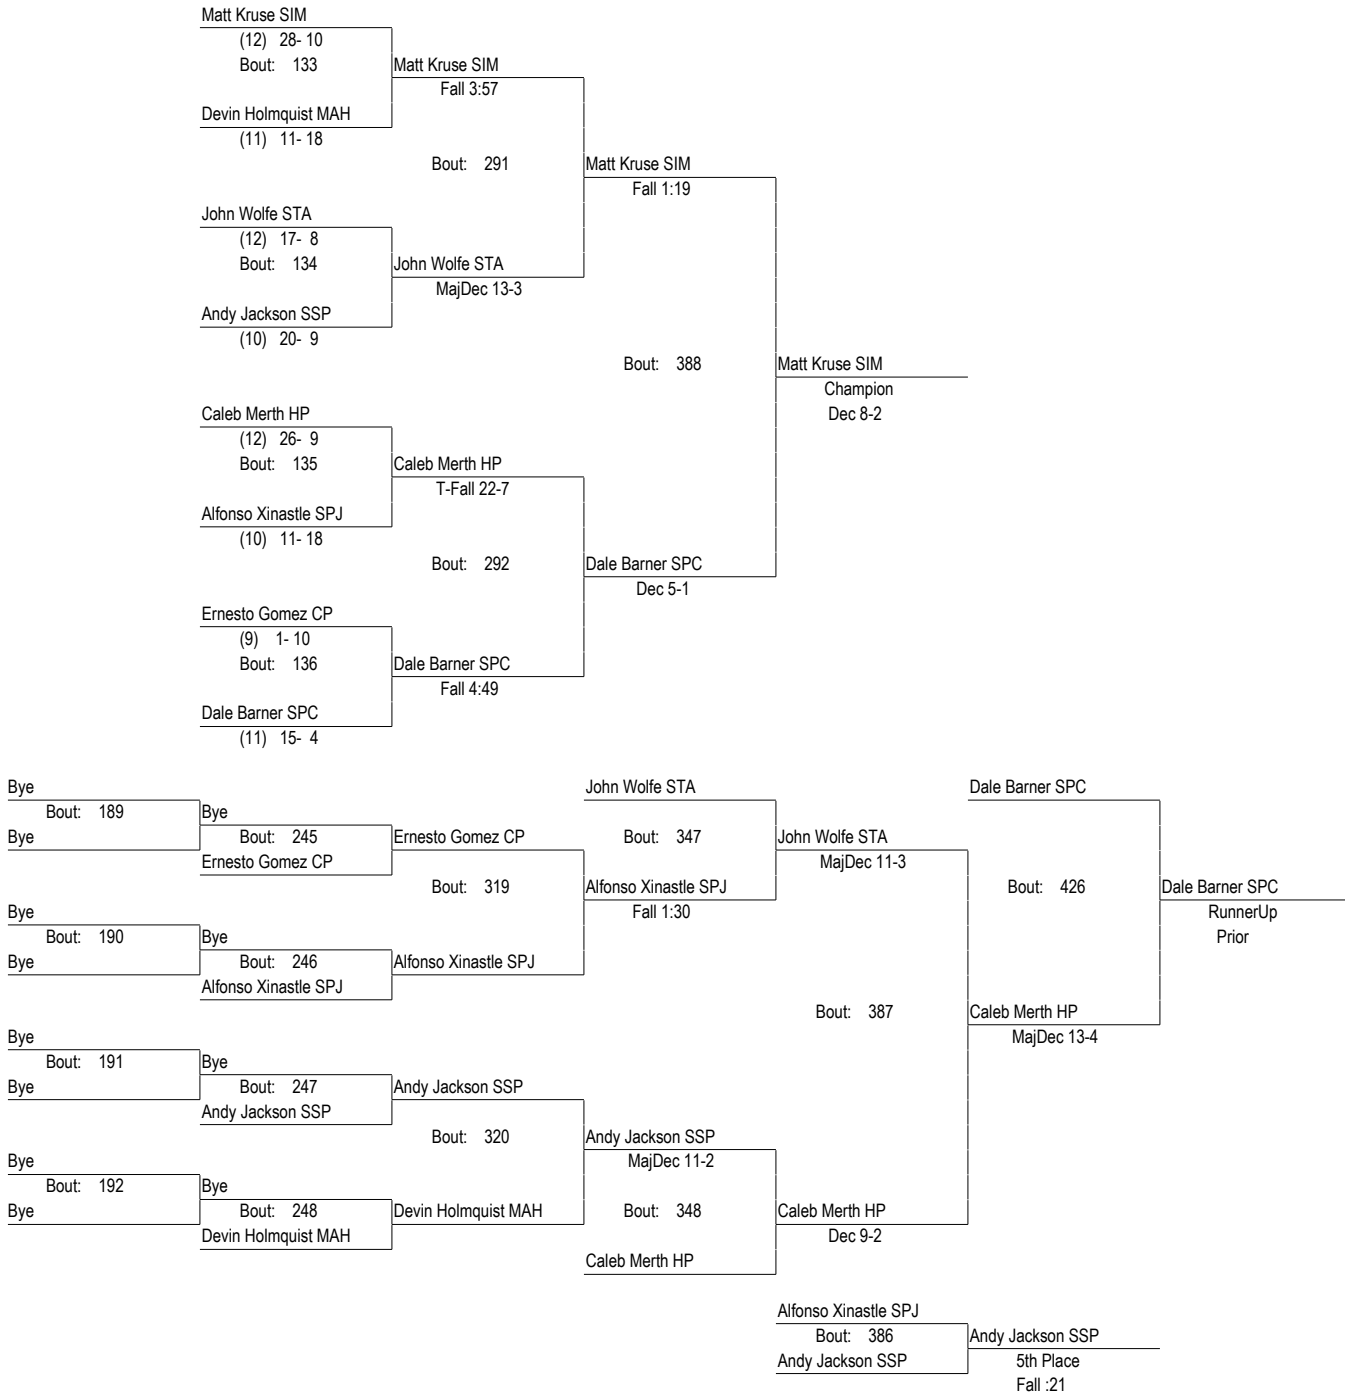 Matt Kruse SIM
(12) 28- 10
Bout: 133 Matt Kruse SIM
Fall 3:57
Devin Holmquist MAH
(11) 11- 18
Bout: 291 Matt Kruse SIM
Fall 1:19
John Wolfe STA
(12) 17- 8
Bout: 134 John Wolfe STA
MajDec 13-3
Andy Jackson SSP
(10) 20- 9
Bout: 388 Matt Kruse SIM
Champion
Caleb Merth HP Dec 8-2
(12) 26- 9
Bout: 135 Caleb Merth HP
T-Fall 22-7
Alfonso Xinastle SPJ
(10) 11- 18
Bout: 292 Dale Barner SPC
Dec 5-1
Ernesto Gomez CP
(9) 1- 10
Bout: 136 Dale Barner SPC
Fall 4:49
Dale Barner SPC
(11) 15- 4
Bye John Wolfe STA Dale Barner SPC
Bout: 189 Bye
Bye Bout: 245 Ernesto Gomez CP Bout: 347 John Wolfe STA
Ernesto Gomez CP MajDec 11-3
Bout: 319 Alfonso Xinastle SPJ Bout: 426 Dale Barner SPC
Bye Fall 1:30 RunnerUp
Bout: 190 Bye Prior
Bye Bout: 246 Alfonso Xinastle SPJ
Alfonso Xinastle SPJ
Bout: 387 Caleb Merth HP
Bye MajDec 13-4
Bout: 191 Bye
Bye Bout: 247 Andy Jackson SSP
Andy Jackson SSP
Bout: 320 Andy Jackson SSP
Bye MajDec 11-2
Bout: 192 Bye
Bye Bout: 248 Devin Holmquist MAH Bout: 348 Caleb Merth HP
Devin Holmquist MAH Dec 9-2
Caleb Merth HP
Alfonso Xinastle SPJ
Bout: 386 Andy Jackson SSP
Andy Jackson SSP 5th Place
Fall :21